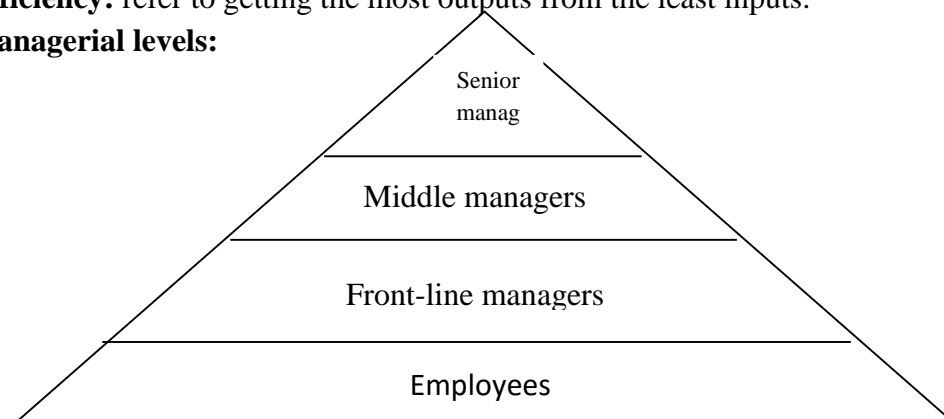 ficiency: refer to getting the most outputs from the least inputs.
anagerial levels:
Senior
manag
Middle managers
Front-line managers
Employees